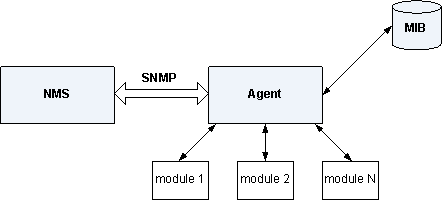 MIB
SNMP
NMS
Agent
module 1
module 2
module N